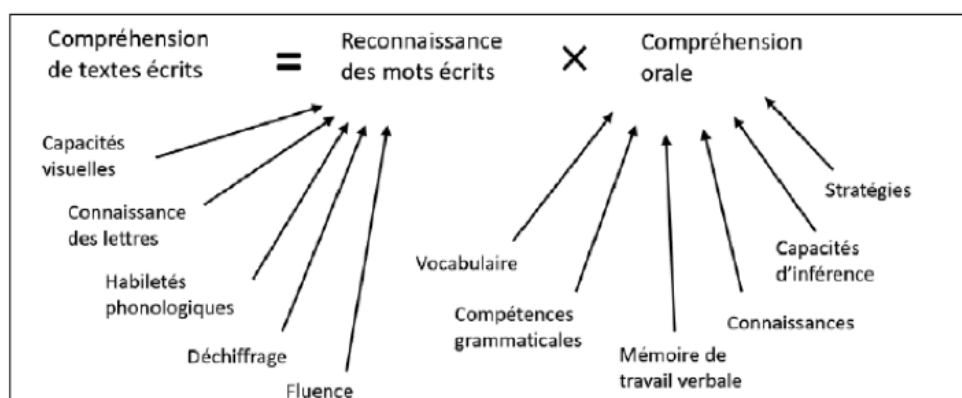 Compréhension
de textes écrits
=
Reconnaissance
des mots écrits
×
Compréhension
orale
Capacités
visuelles
Connaissance
des lettres
Habiletés
phonologiques
Déchiffrage
Fluence
Vocabulaire
Compétences
grammaticales
Mémoire de
travail verbale
Connaissances
Capacités
d'inférence
Stratégies